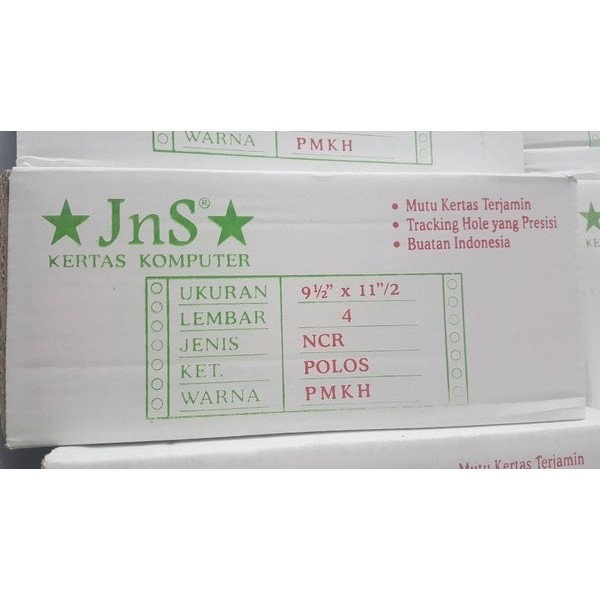 WARNA PMKH
★ JnS® ★
KERTAS KOMPUTER
• Mutu Kertas Terjamin
• Tracking Hole yang Presisi
• Buatan Indonesia
UKURAN 9½" x 11"/2
LEMBAR 4
JENIS NCR
KET. POLOS
WARNA PMKH
Mutu Kertas Terjamin